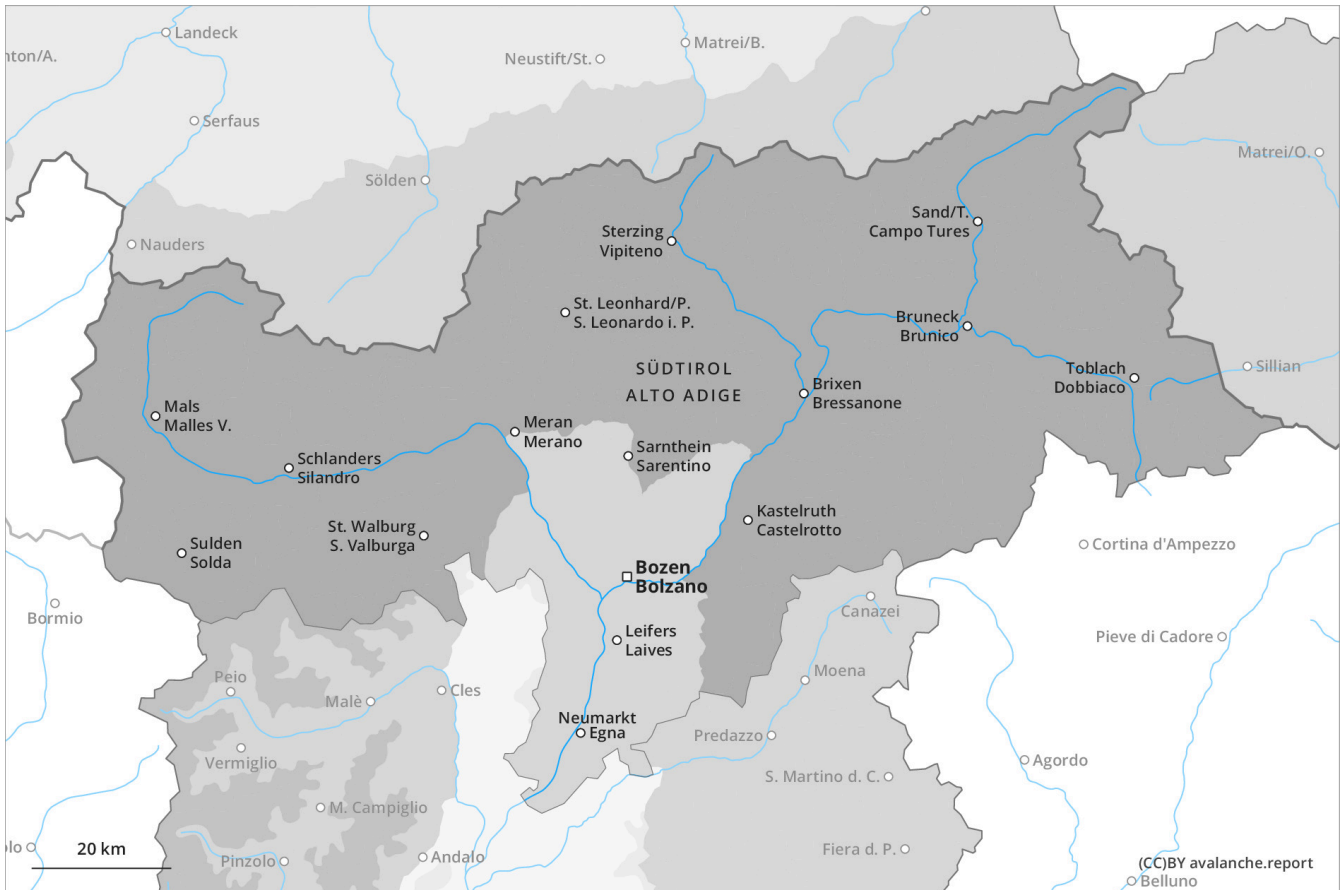 Landeck
nton/A.
Neustift/St.
Matrei/B.
Serfaus
Matrei/O.
Sölden
Nauders
Sterzing
Vipiteno
Sand/T.
Campo Tures
St. Leonhard/P.
S. Leonardo i. P.
Bruneck
Brunico
SÜDTIROL
ALTO ADIGE
Toblach
Dobbiaco
Sillian
Brixen
Bressanone
Mals
Malles V.
Meran
Merano
Sarnthein
Sarentino
Schlanders
Silandro
Kastelruth
Castelrotto
St. Walburg
S. Valburga
Sulden
Solda
Cortina d'Ampezzo
Bozen
Bolzano
Bormio
Canazei
Leifers
Laives
Pieve di Cadore
Peio
Moena
Malè
Cles
Neumarkt
Egna
Predazzo
Vermiglio
Agordo
S. Martino d. C.
M. Campiglio
olo
20 km
Pinzolo
Andalo
Fiera d. P.
(CC)BY avalanche.report
Belluno